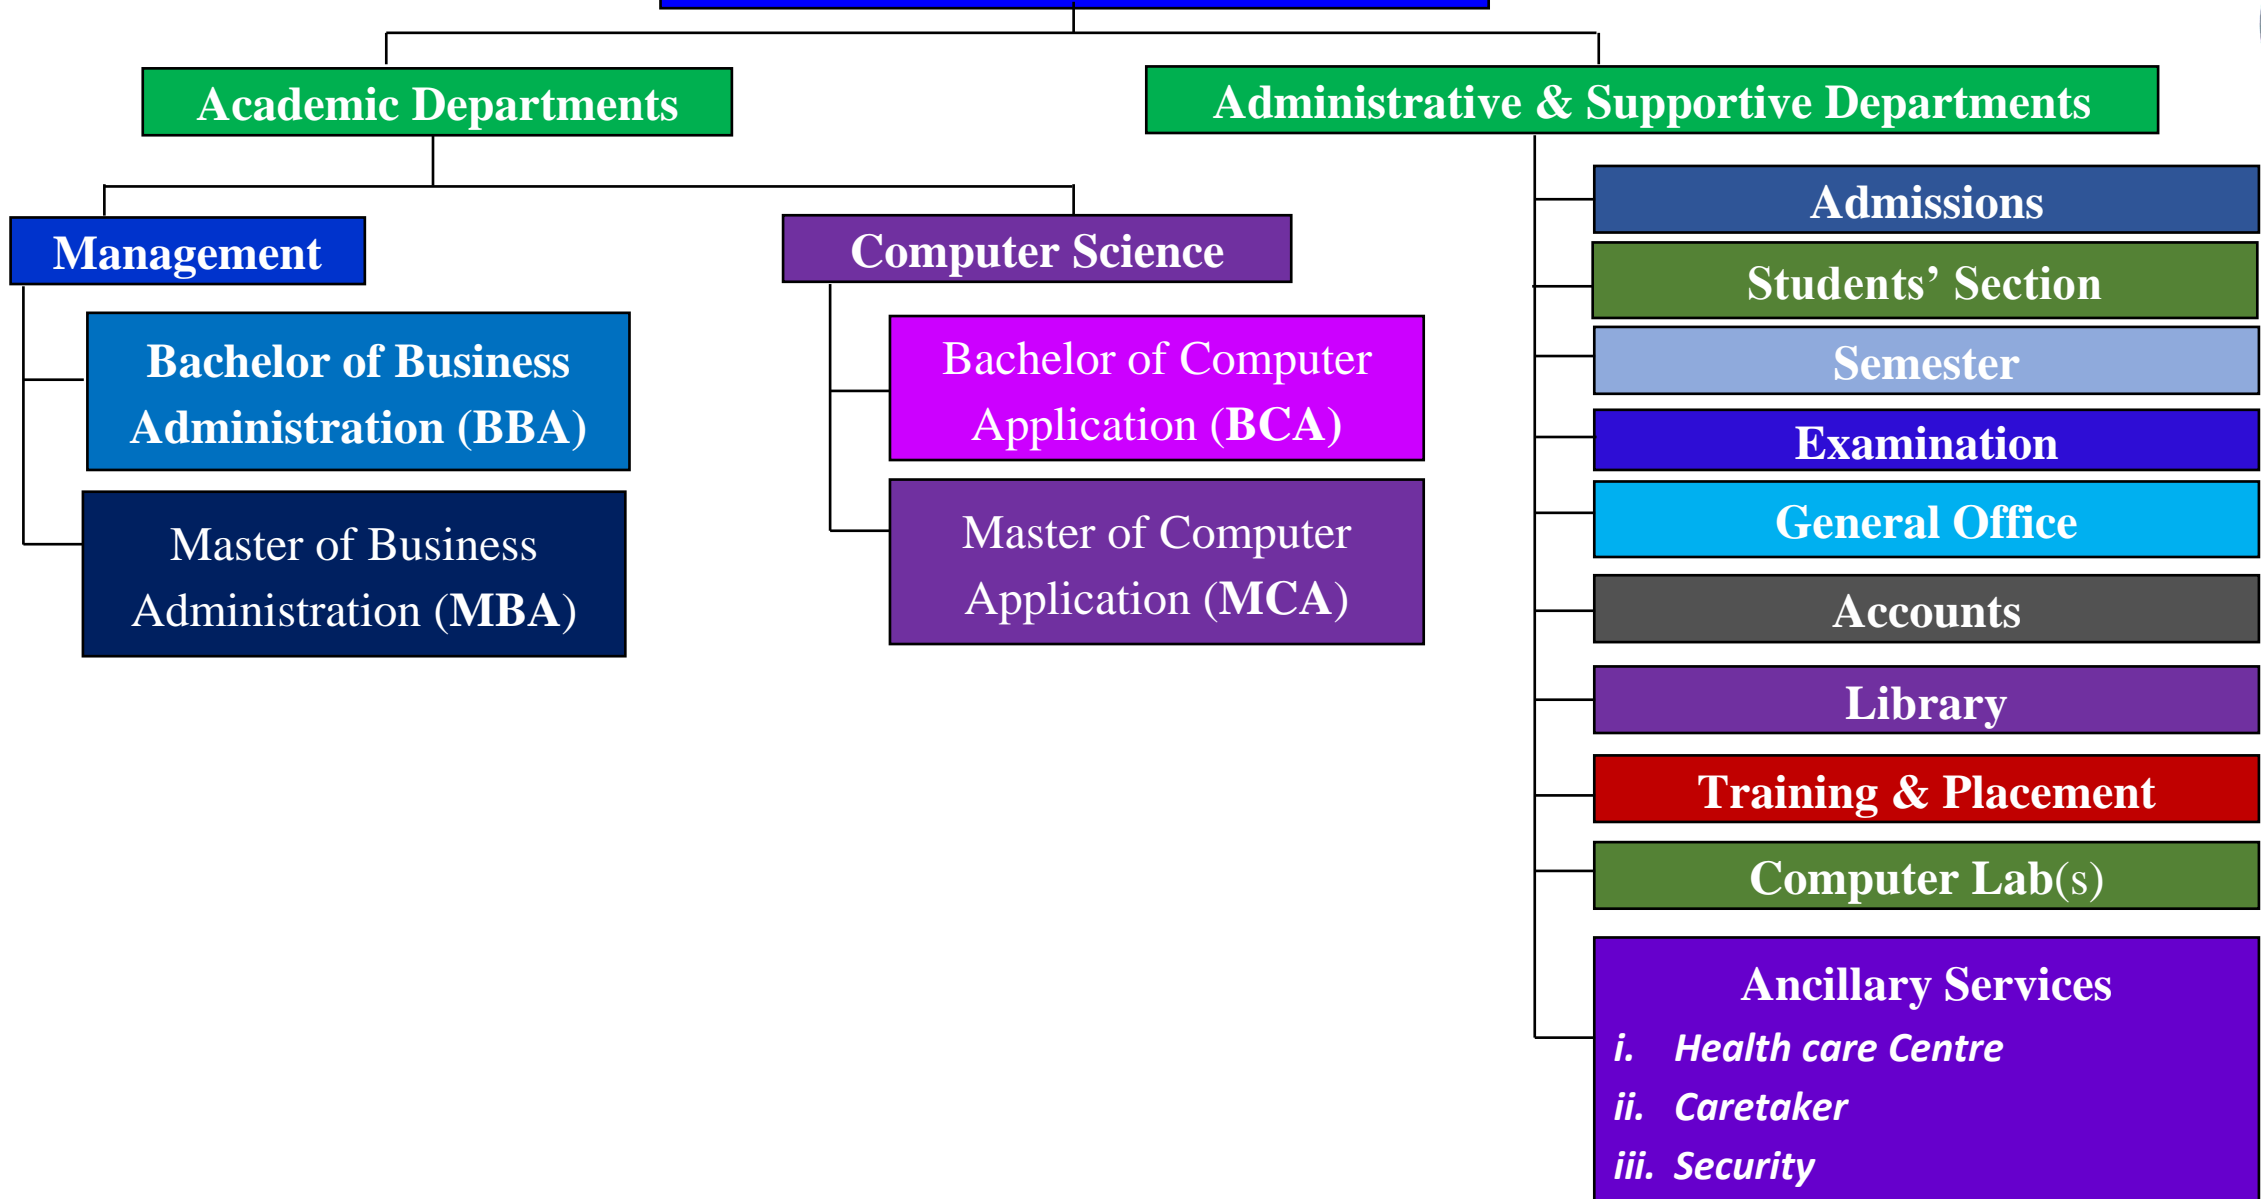 Academic Departments
Administrative & Supportive Departments
Management
Computer Science
Bachelor of Business
Administration (BBA)
Master of Business
Administration (MBA)
Bachelor of Computer
Application (BCA)
Master of Computer
Application (MCA)
Admissions
Students’ Section
Semester
Examination
General Office
Accounts
Library
Training & Placement
Computer Lab(s)
Ancillary Services
i. Health care Centre
ii. Caretaker
iii. Security